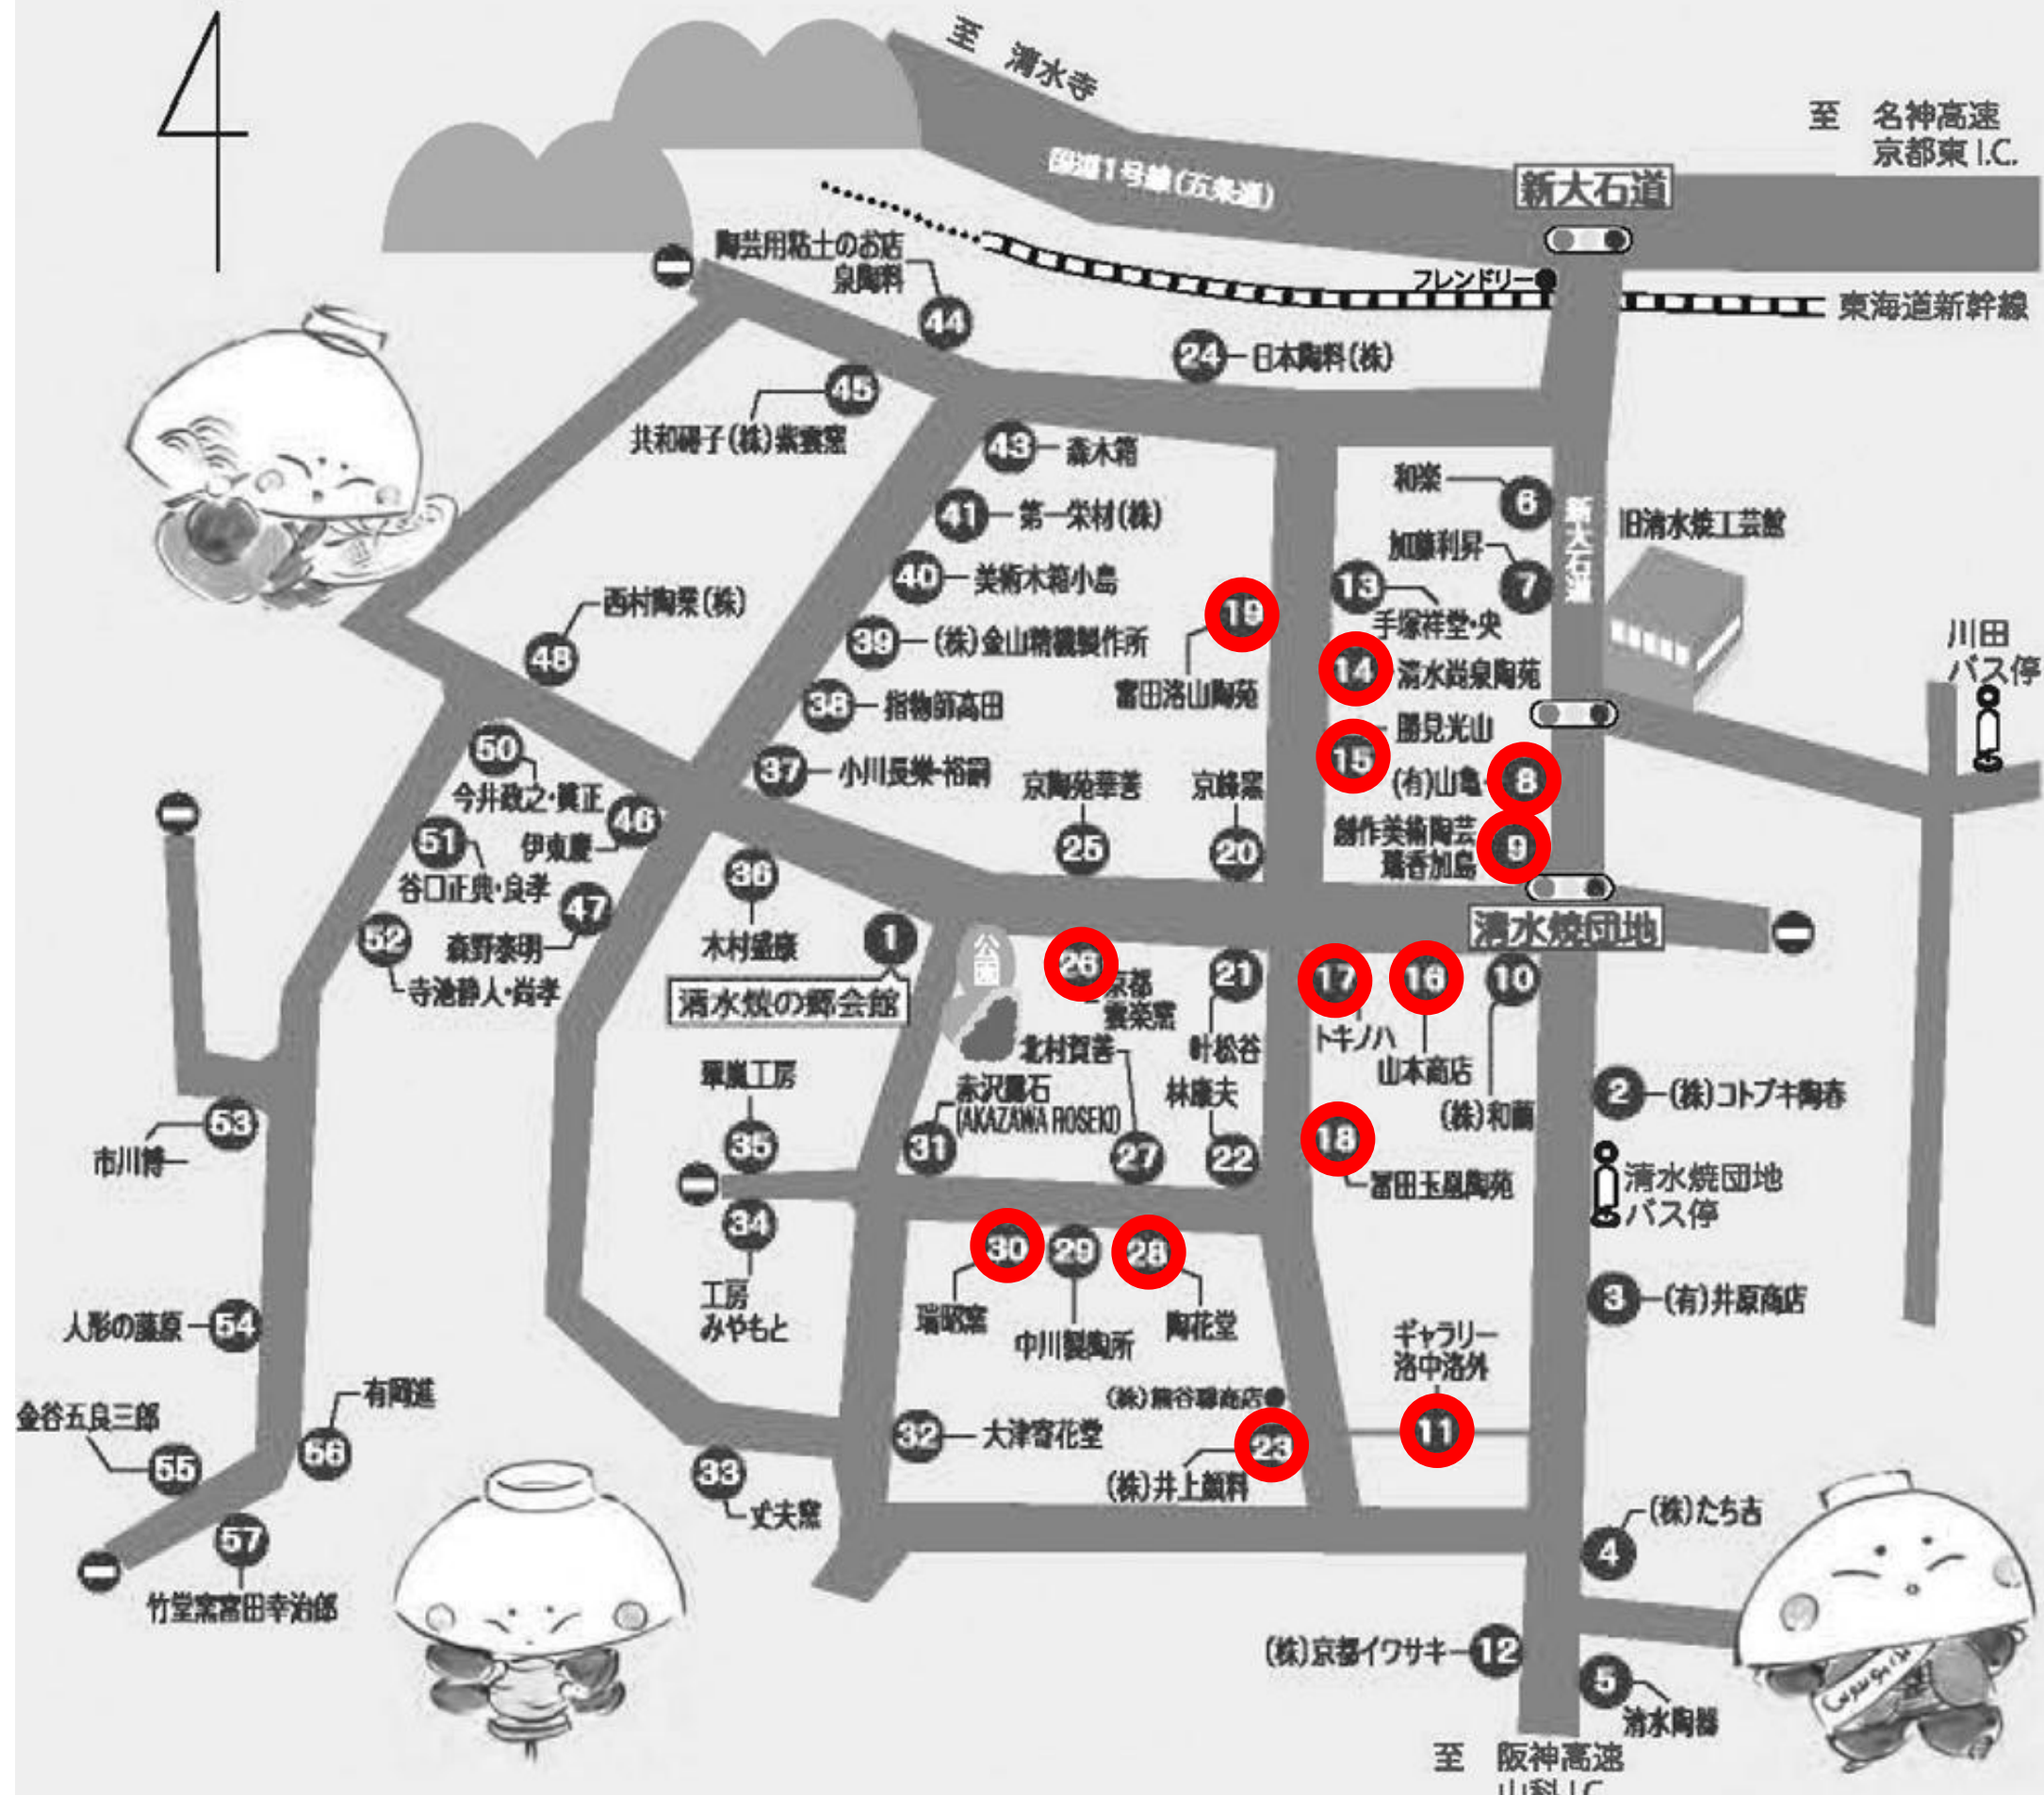 至 清水寺
国道1号線(五条通)
至 名神高速
京都東I.C.
新大石道
フレンドリー
東海道新幹線
陶芸用粘土のお店
泉陶料
44
24
日本陶料(株)
45
共和碍子(株)紫雲窯
43
森木箱
41
第一栄材(株)
40
美術木箱小島
39
(株)金山精機製作所
38
指物師高田
37
小川長樂・裕嗣
48
西村陶業(株)
19
富田洛山陶苑
和楽
6
加藤利昇
7
13
手塚祥堂・央
14
清水尚泉陶苑
15
勝見光山
(有)山亀
8
創作美術陶芸
瑞香加島
9
新大石道
旧清水焼工芸館
川田
バス停
50
今井政之・眞正
46
伊東慶
51
谷口正典・良孝
47
森野泰明
52
寺池静人・尚孝
京陶苑華善
25
京峰窯
20
36
木村盛康
1
清水焼の郷会館
公園
清水焼団地
26
京都
雲楽窯
21
叶松谷
17
トキノハ
16
山本商店
10
(株)和藺
北村賀善
27
林康夫
22
赤沢露石
(AKAZAWA ROSEKI)
31
翠嵐工房
35
34
工房
みやもと
18
冨田玉凰陶苑
2
(株)コトブキ陶春
清水焼団地
バス停
3
(有)井原商店
53
市川博
30
瑞昭窯
29
中川製陶所
28
陶花堂
人形の藤原
54
ギャラリー
洛中洛外
11
有岡進
56
金谷五良三郎
55
(株)熊谷聡商店
32
大津寄花堂
23
(株)井上顔料
33
丈夫窯
57
竹堂窯富田幸治郎
(株)たち吉
4
(株)京都イワサキ
12
5
清水陶器
至 阪神高速
山科I.C.